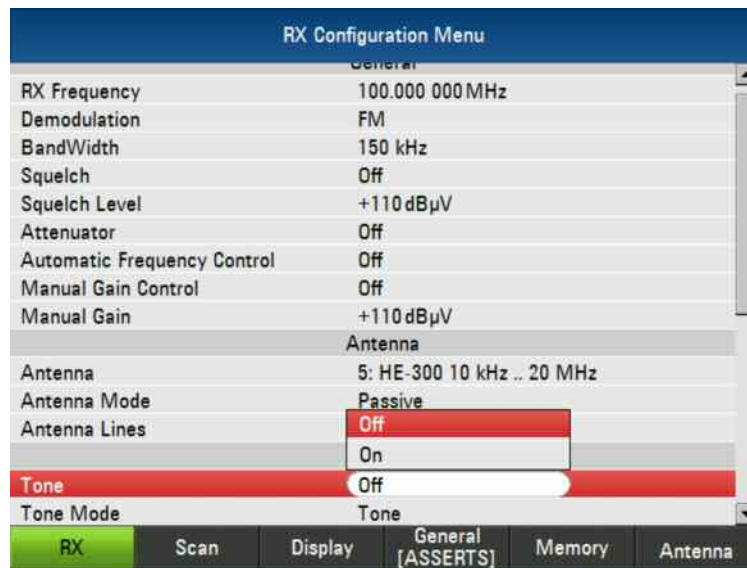 RX Configuration Menu
General
RX Frequency 100.000 000 MHz
Demodulation FM
BandWidth 150 kHz
Squelch Off
Squelch Level +110 dBµV
Attenuator Off
Automatic Frequency Control Off
Manual Gain Control Off
Manual Gain +110 dBµV
Antenna
Antenna 5: HE-300 10 kHz .. 20 MHz
Antenna Mode Passive
Antenna Lines Off
On
Tone Off
Tone Mode Tone
RX Scan Display General [ASSERTS] Memory Antenna